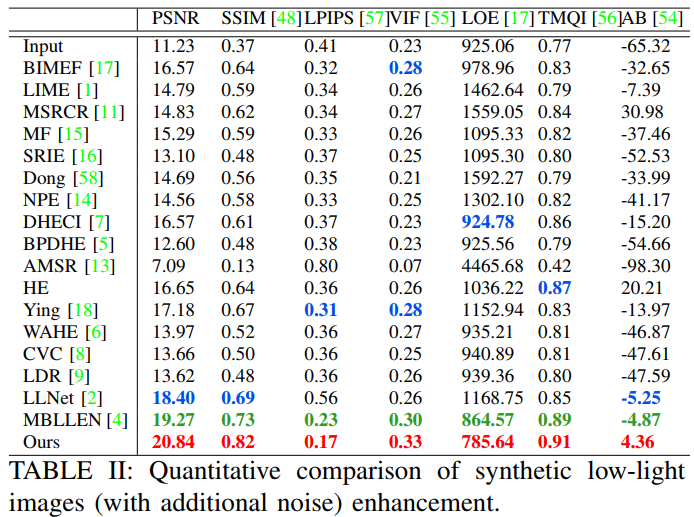 PSNR SSIM [48] LPIPS [57] VIF [55] LOE [17] TMQI [56] AB [54]
Input 11.23 0.37 0.41 0.23 925.06 0.77 -65.32
BIMEF [17] 16.57 0.64 0.32 0.28 978.96 0.83 -32.65
LIME [1] 14.79 0.59 0.34 0.26 1462.64 0.79 -7.39
MSRCR [11] 14.83 0.62 0.34 0.26 1559.05 0.84 30.98
MF [15] 15.29 0.59 0.33 0.26 1095.33 0.82 -37.46
SRIE [16] 13.10 0.48 0.37 0.25 1095.30 0.80 -52.53
Dong [58] 14.69 0.56 0.35 0.21 1592.27 0.79 -33.99
NPE [14] 14.56 0.58 0.33 0.25 1302.10 0.82 -41.17
DHECI [7] 16.57 0.61 0.37 0.23 924.78 0.86 -15.20
BPDHE [5] 12.60 0.48 0.38 0.23 925.56 0.79 -54.66
AMSR [13] 7.09 0.13 0.80 0.07 4465.68 0.42 -98.30
HE 16.65 0.64 0.36 0.26 1036.22 0.87 20.21
Ying [18] 17.18 0.67 0.31 0.28 1152.94 0.83 -13.97
WAHE [6] 13.97 0.52 0.36 0.27 935.21 0.81 -46.87
CVC [8] 13.66 0.50 0.36 0.25 940.89 0.81 -47.61
LDR [9] 13.62 0.48 0.36 0.26 939.36 0.80 -47.59
LLNet [2] 18.40 0.69 0.56 0.26 1168.75 0.85 -5.25
MBLLEN [4] 19.27 0.73 0.23 0.30 864.57 0.89 -4.87
Ours 20.84 0.82 0.17 0.33 785.64 0.91 4.36
TABLE II: Quantitative comparison of synthetic low-light
images (with additional noise) enhancement.